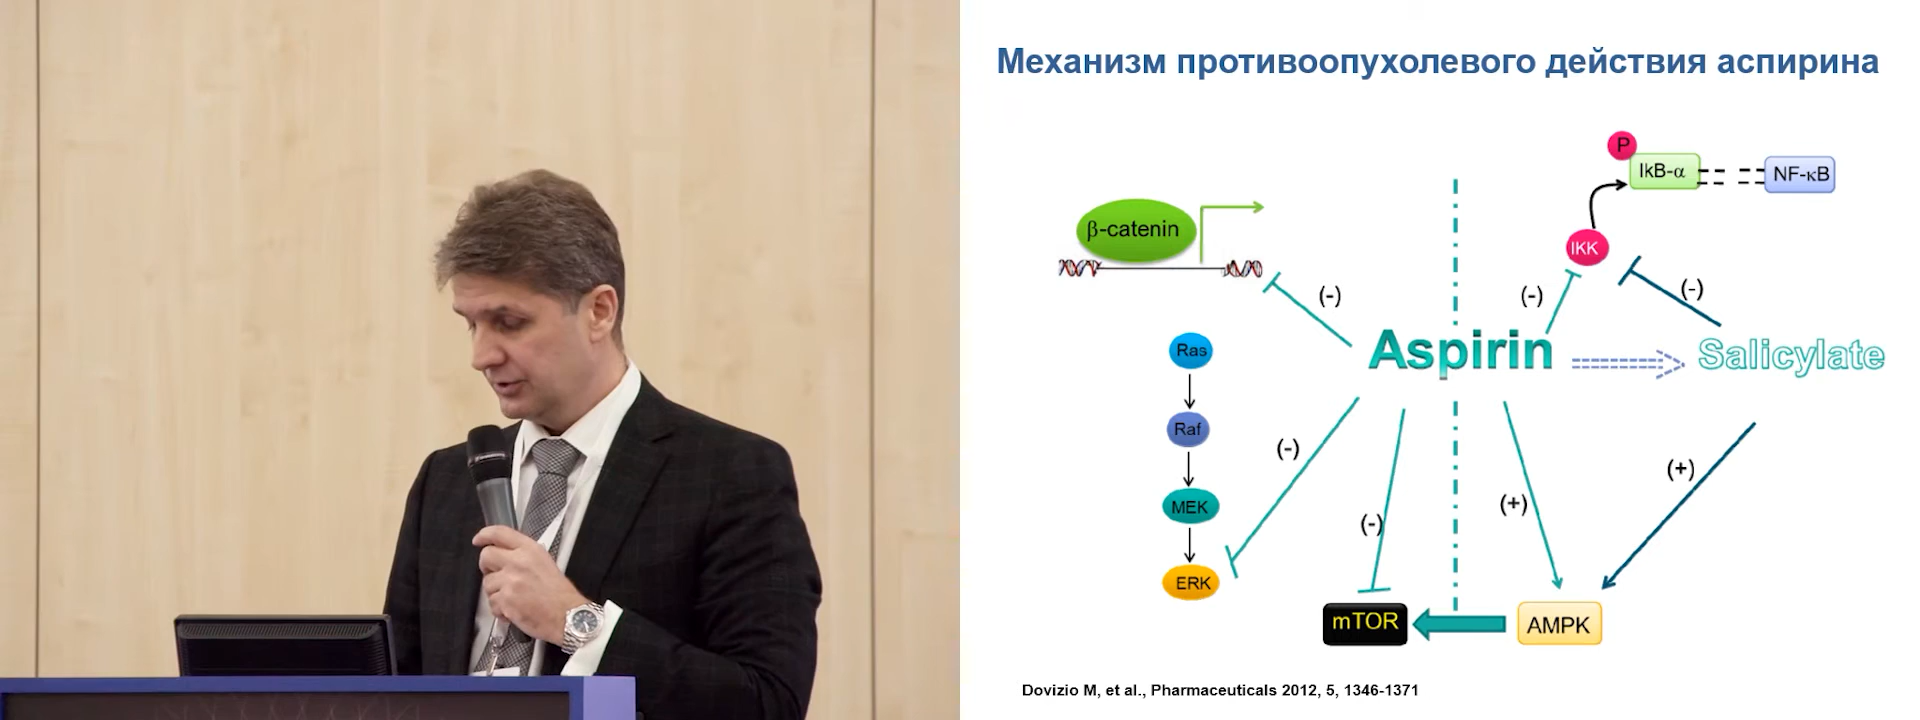 Механизм противоопухолевого действия аспирина
P
IkB-α
NF-κB
β-catenin
IKK
(-)
(-)
(-)
Ras
Aspirin
Salicylate
Raf
(-)
(+)
MEK
(+)
(-)
ERK
mTOR
AMPK
Dovizio M, et al., Pharmaceuticals 2012, 5, 1346-1371